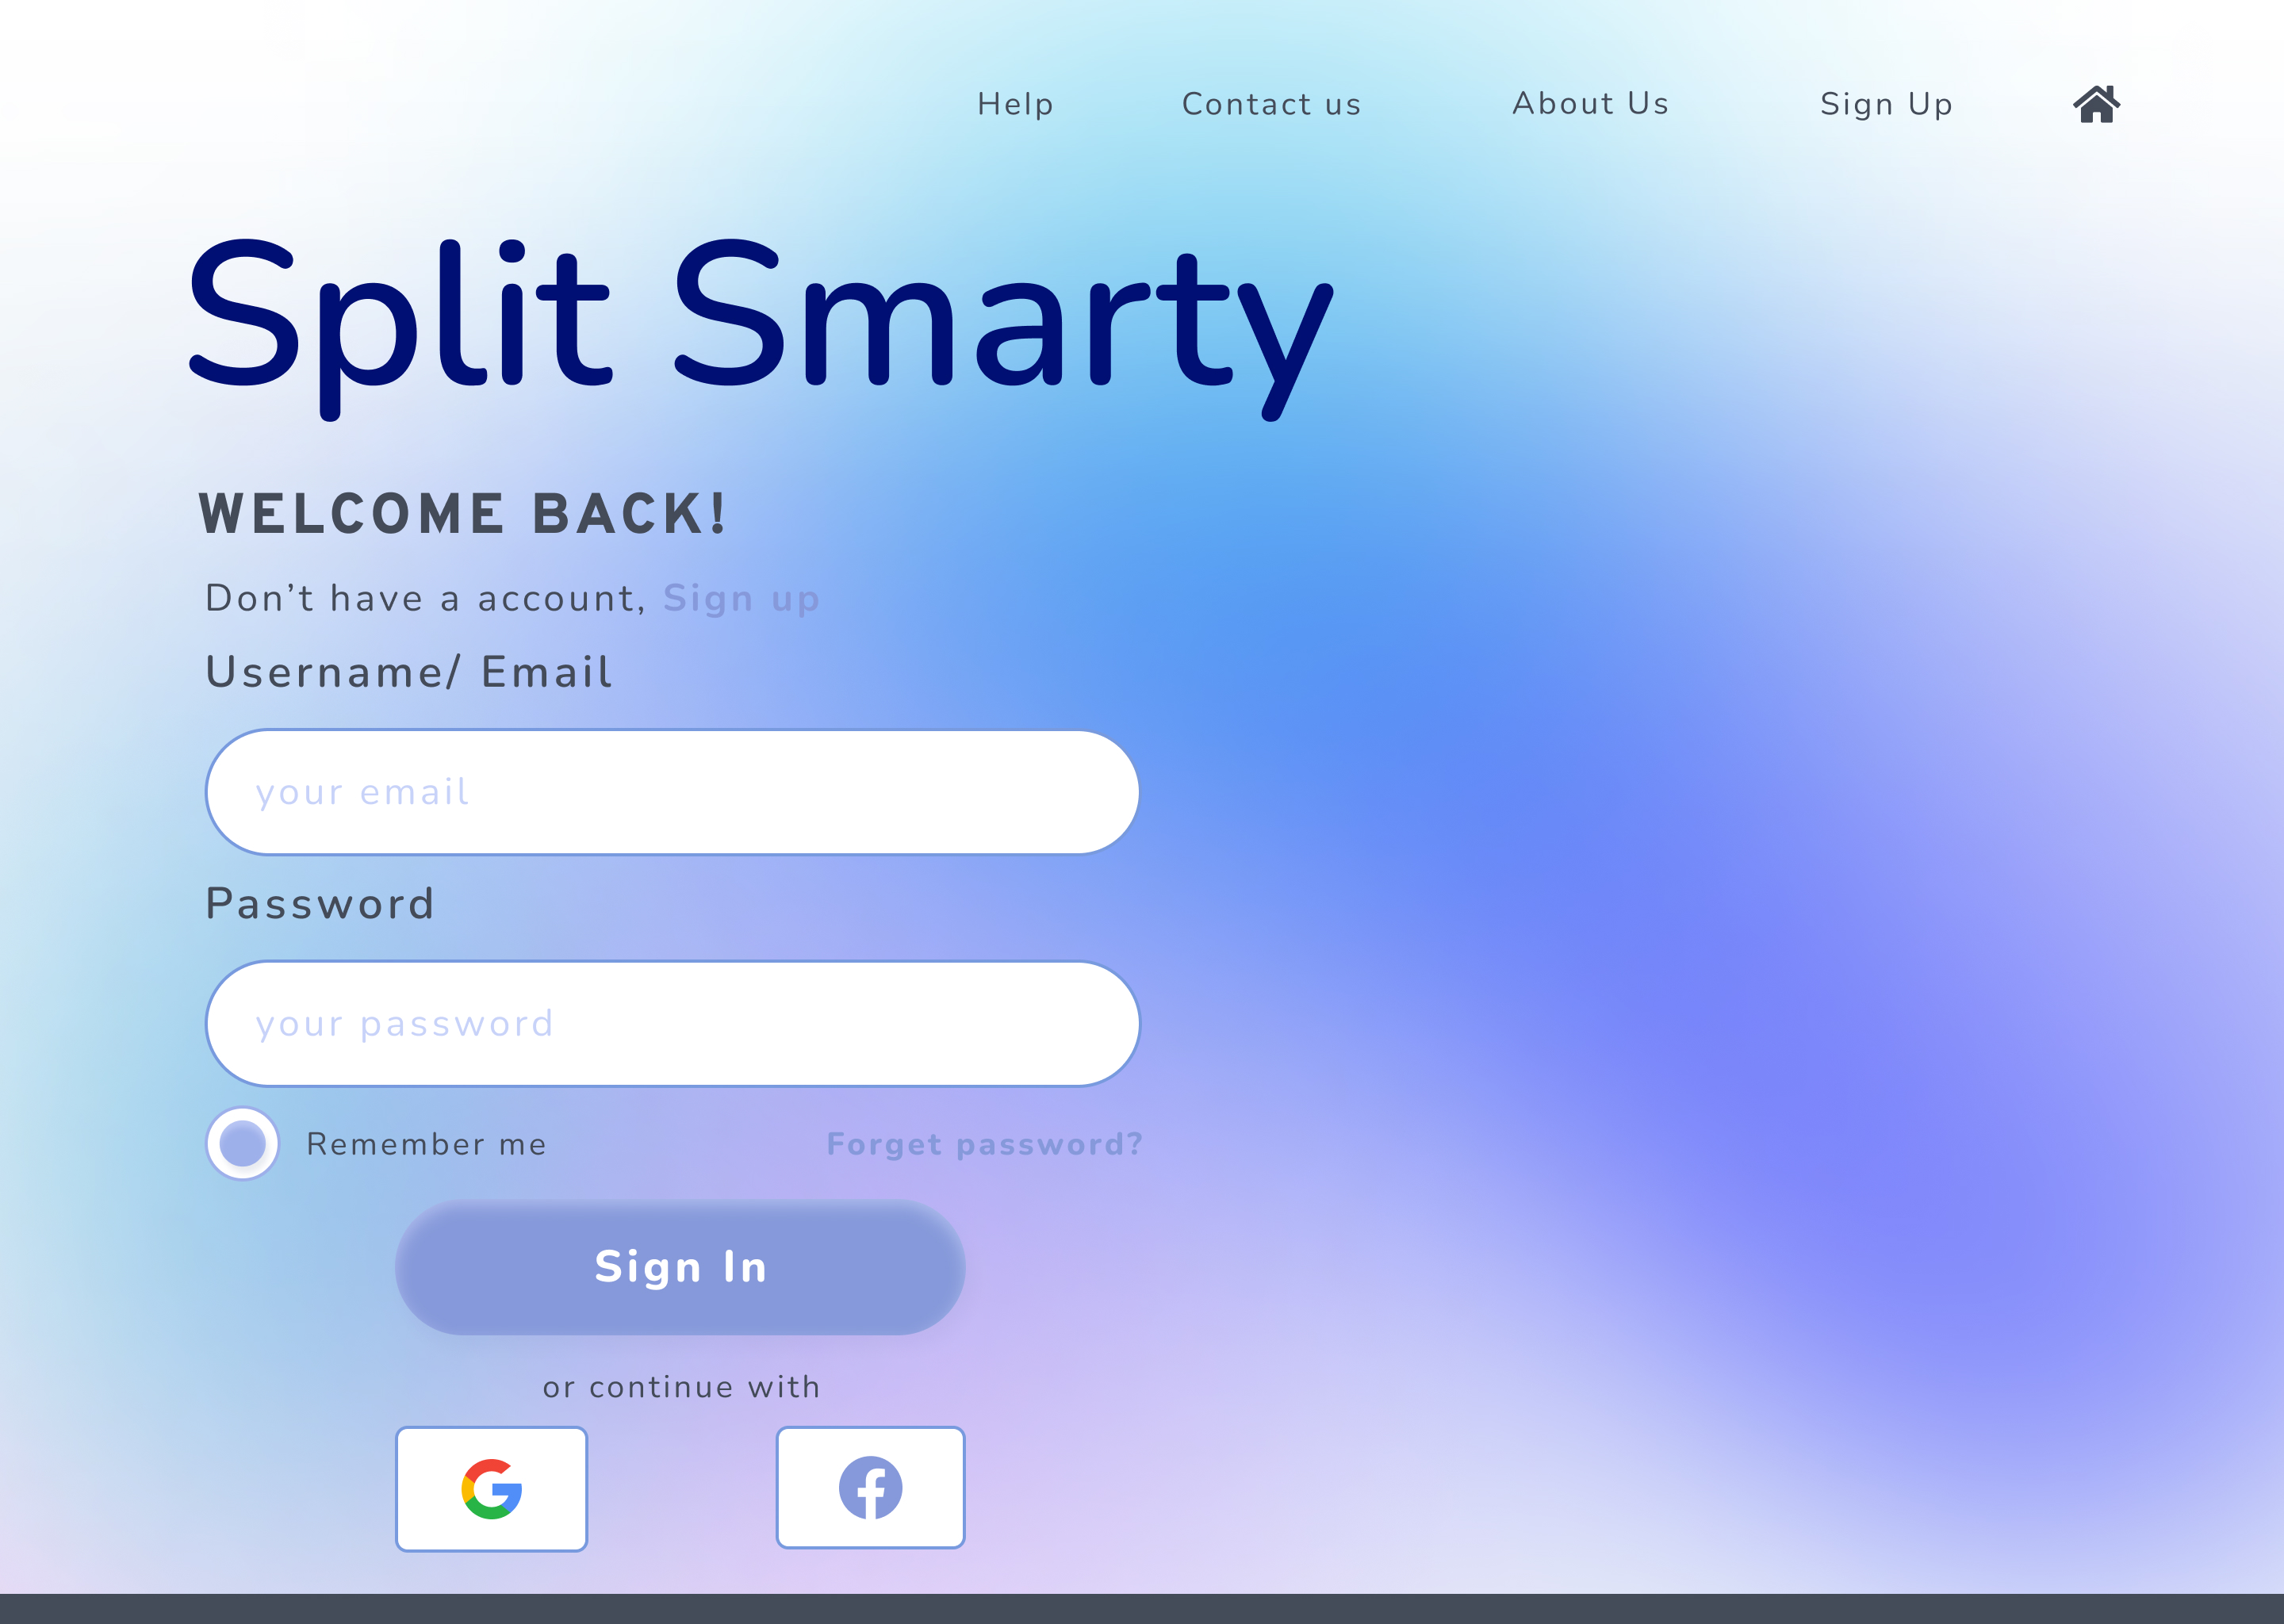 Help Contact us About Us Sign Up
Split Smarty
WELCOME BACK!
Don’t have a account, Sign up
Username/ Email
your email
Password
your password
Remember me Forget password?
Sign In
or continue with